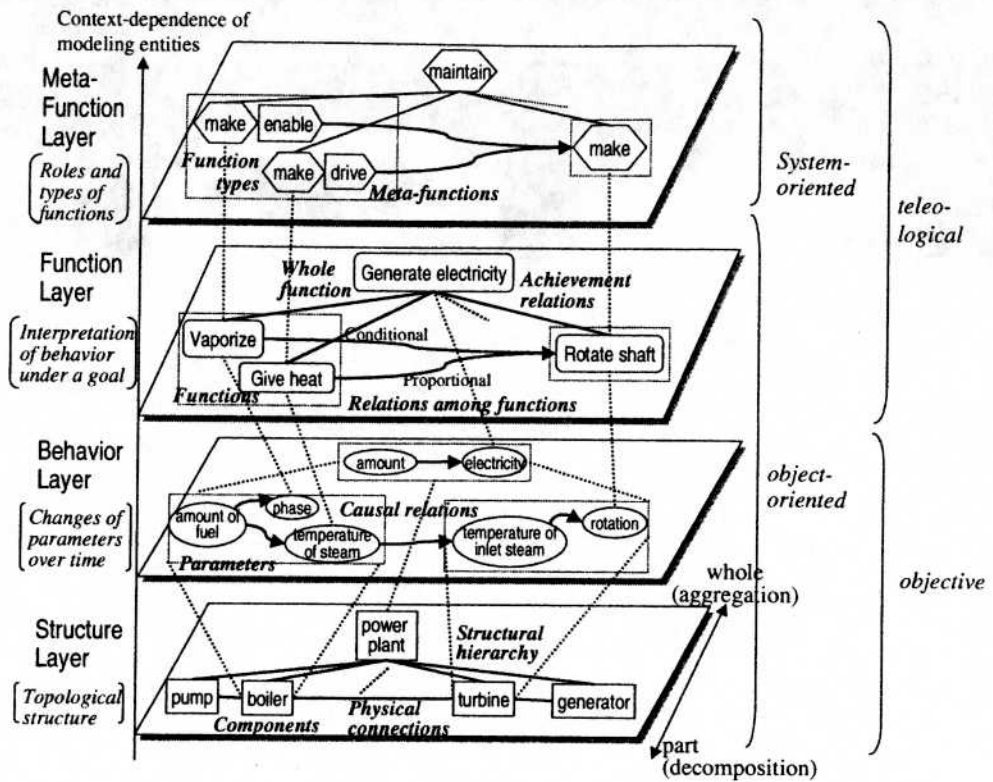 Context-dependence of
modeling entities
Meta-
Function
Layer
Roles and
types of
functions
maintain
make
enable
Function
types
make
drive
Meta-functions
make
System-
oriented
teleo-
logical
Function
Layer
Interpretation
of behavior
under a goal
Whole
function
Generate electricity
Achievement
relations
Vaporize
Conditional
Rotate shaft
Give heat
Proportional
Functions
Relations among functions
Behavior
Layer
Changes of
parameters
over time
amount
electricity
amount of
fuel
phase
Causal relations
temperature
of steam
temperature of
inlet steam
rotation
Parameters
object-
oriented
objective
whole
(aggregation)
Structure
Layer
Topological
structure
power
plant
Structural
hierarchy
pump
boiler
turbine
generator
Components
Physical
connections
part
(decomposition)